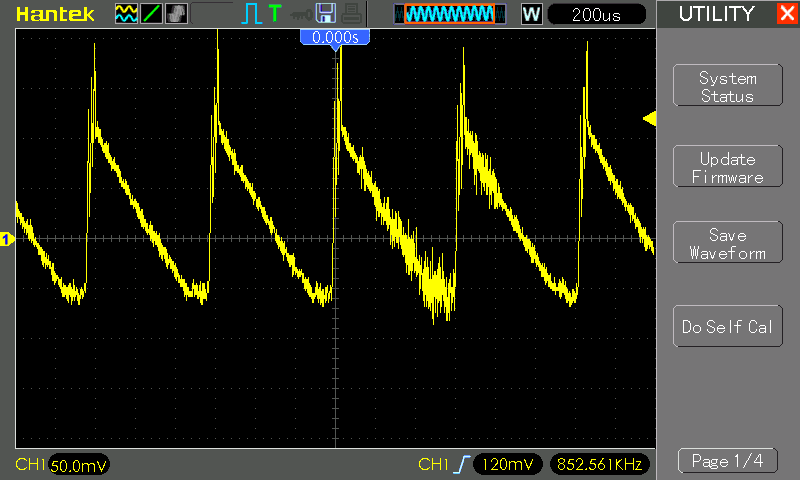 Hantek
T
W
200us
UTILITY
0.000s
System
Status
Update
Firmware
Save
Waveform
Do Self Cal
1
CH1 50.0mV
CH1 120mV 852.561KHz
Page 1/4